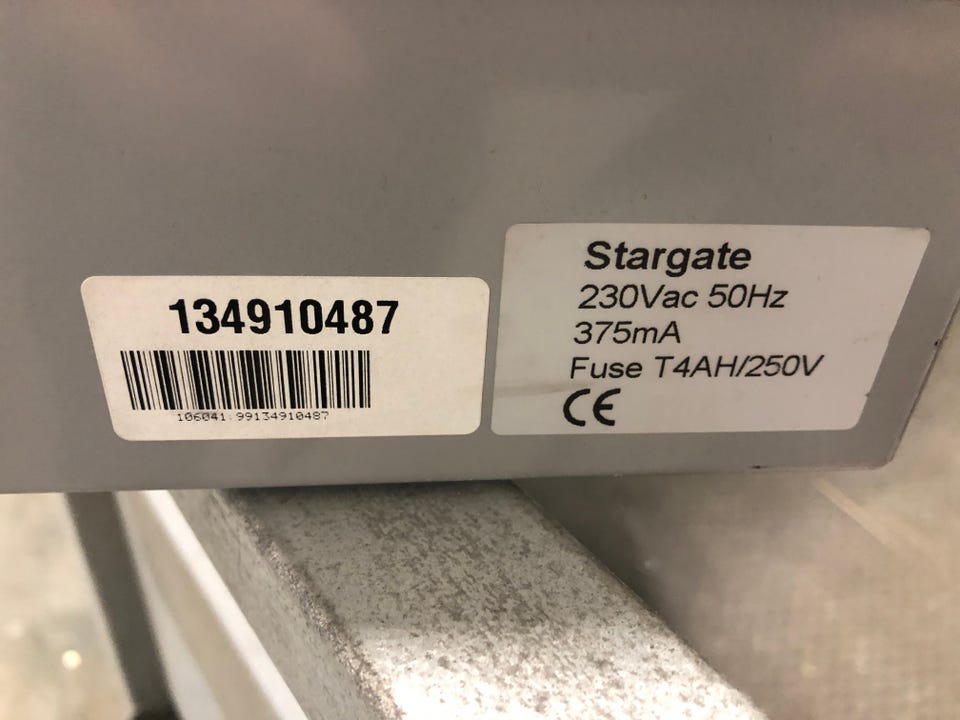 134910487
106041 99134910487
Stargate
230Vac 50Hz
375mA
Fuse T4AH/250V
CE